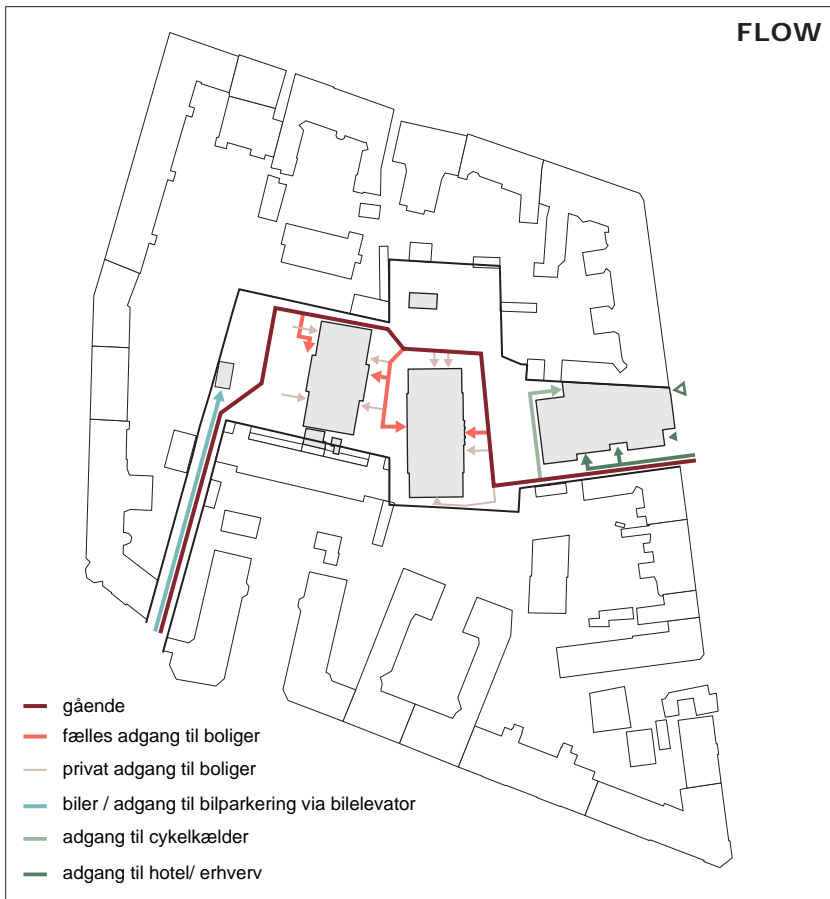 FLOW
gående
fælles adgang til boliger
privat adgang til boliger
biler / adgang til bilparkering via bilelevator
adgang til cykelkælder
adgang til hotel/ erhverv